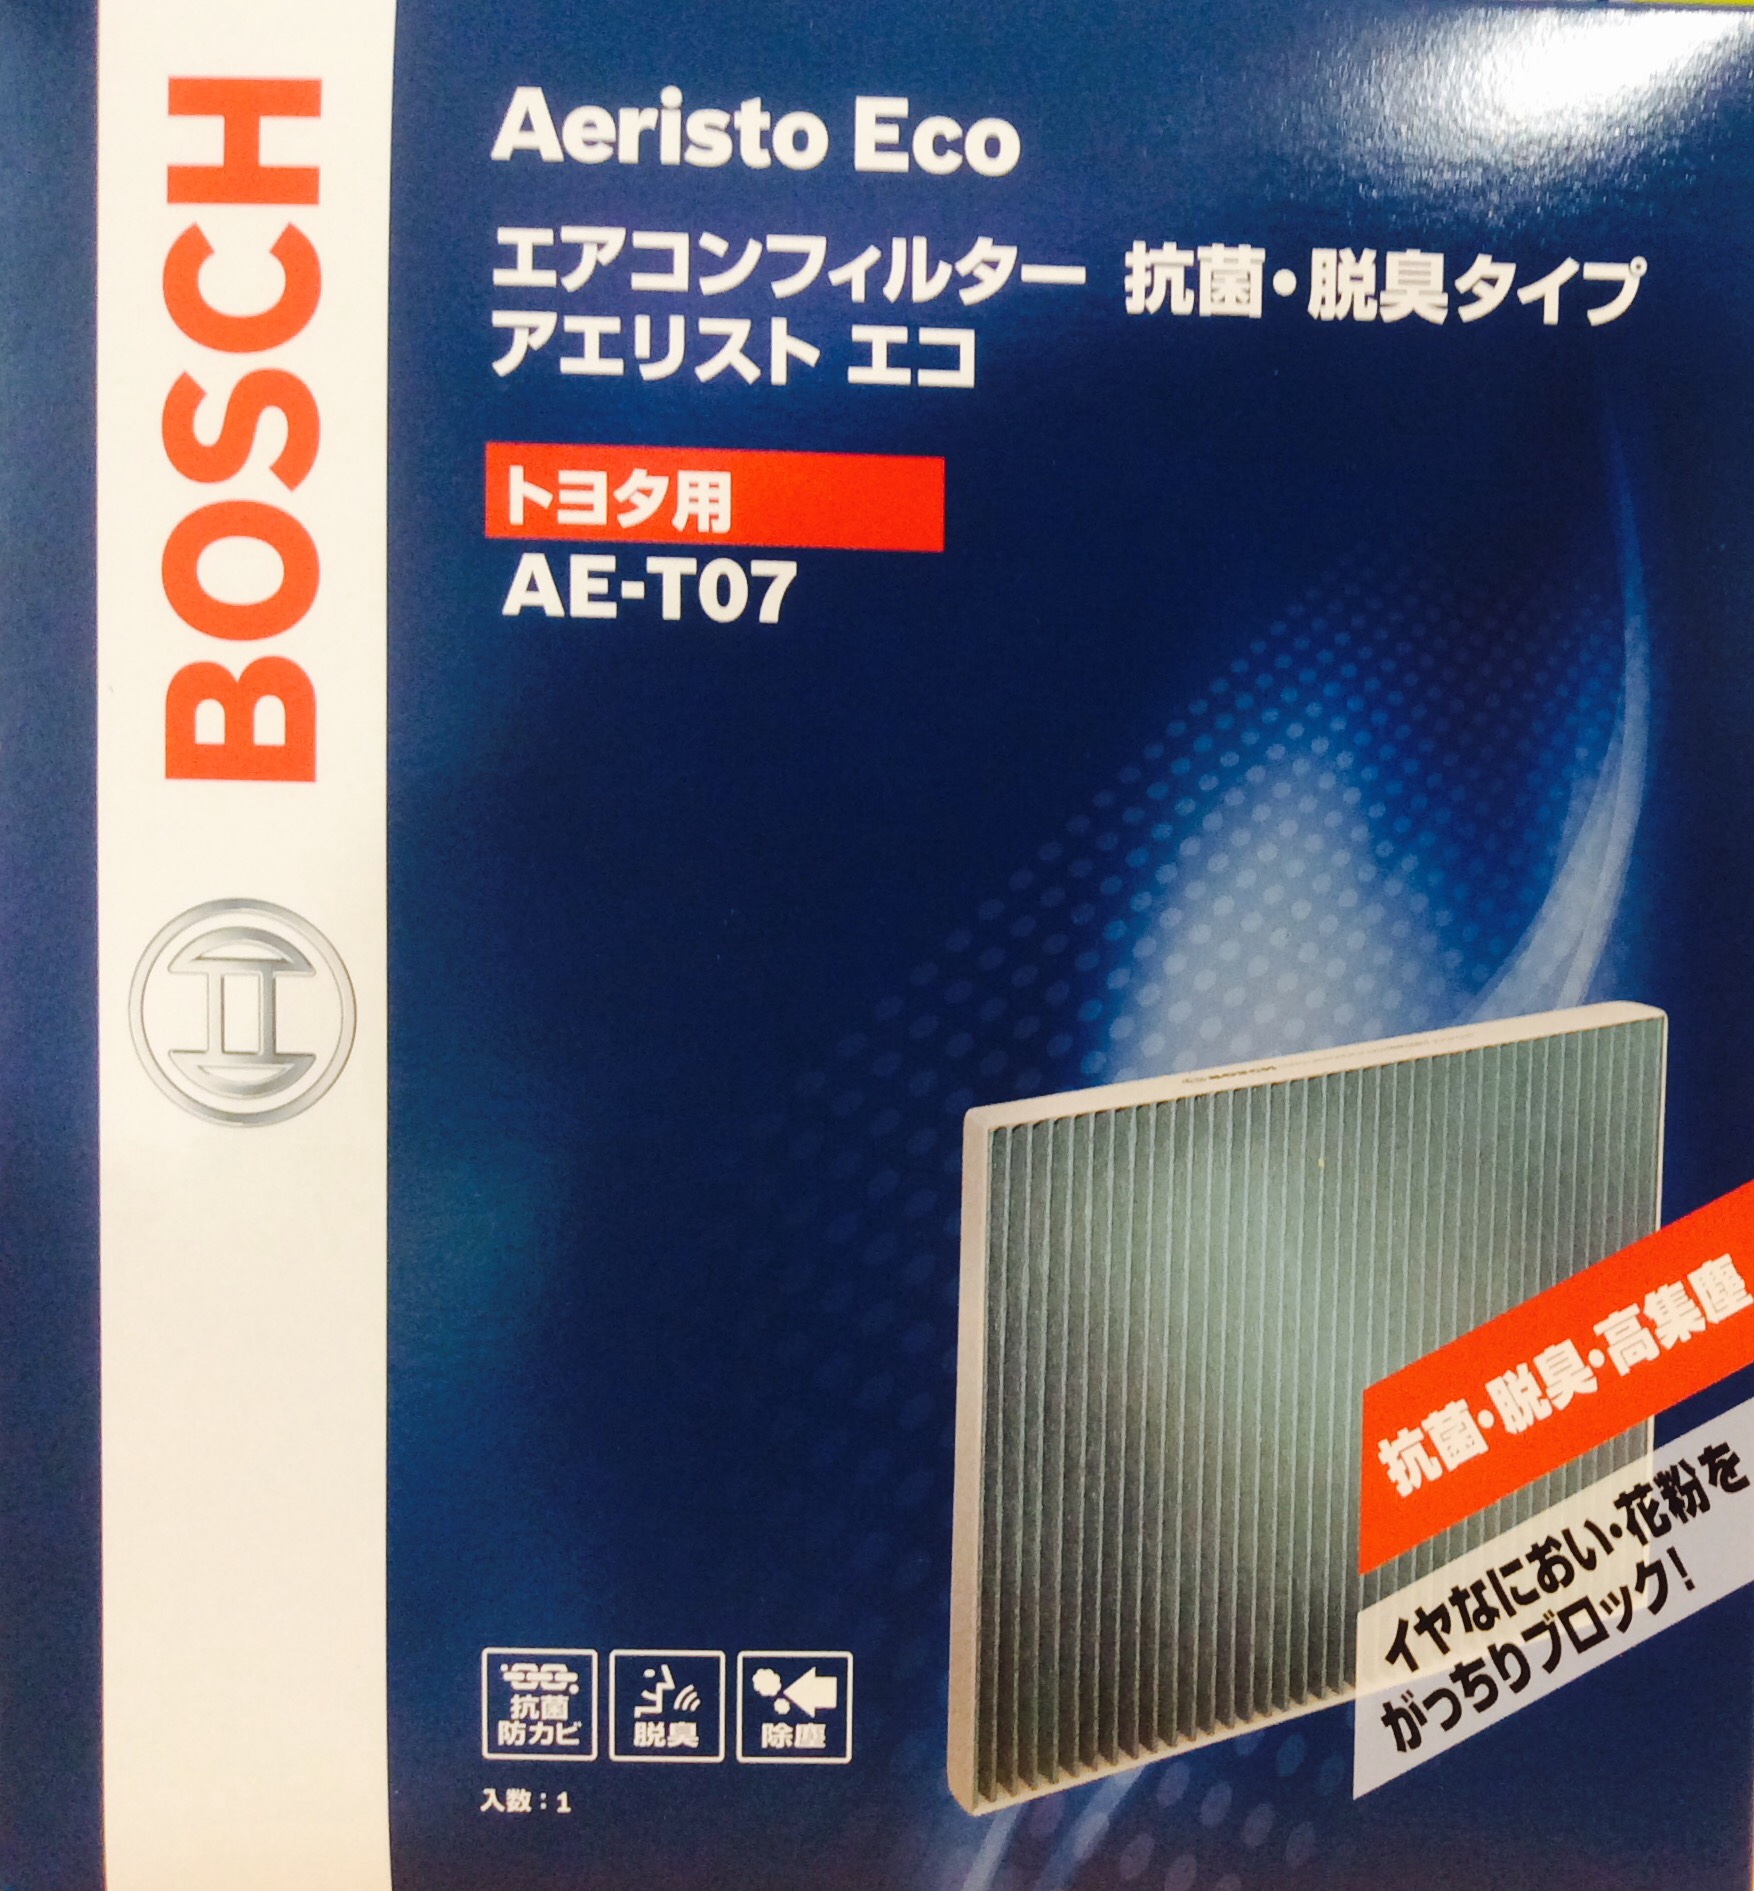 BOSCH
Aeristo Eco
エアコンフィルター 抗菌・脱臭タイプ
アエリスト エコ
トヨタ用
AE-T07
BOSCH
抗菌・脱臭・高集塵
イヤなにおい・花粉を
がっちりブロック!
抗菌
防カビ
脱臭
除塵
入数:1